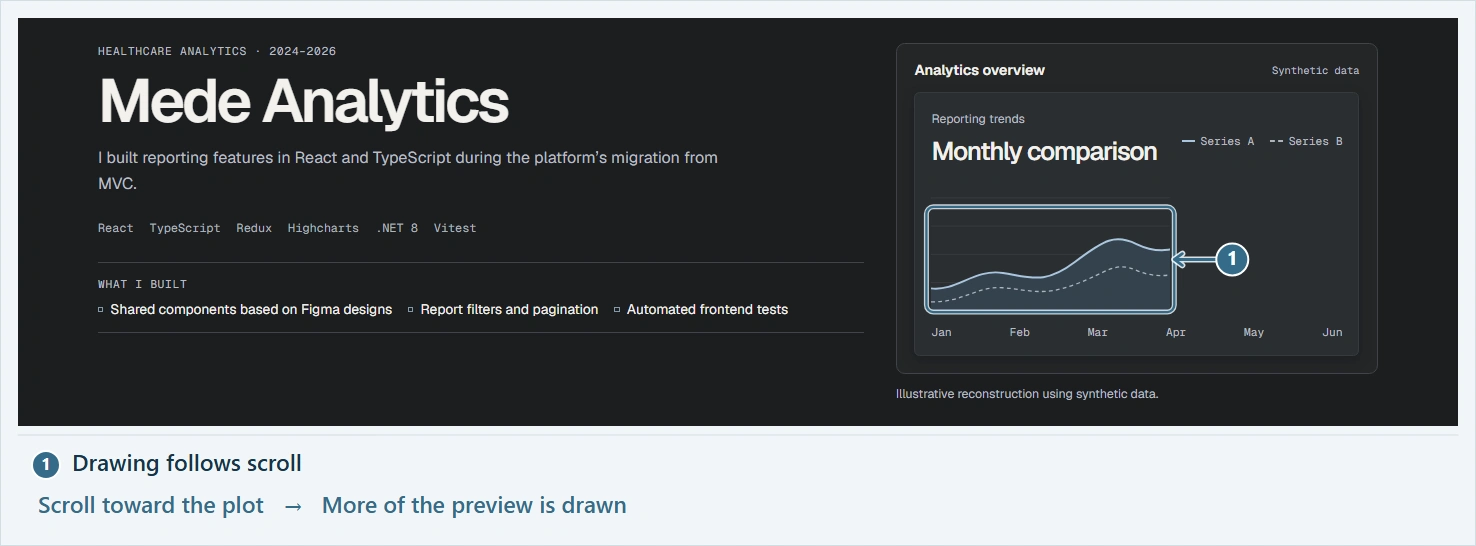 HEALTHCARE ANALYTICS · 2024–2026
Mede Analytics
I built reporting features in React and TypeScript during the platform’s migration from
MVC.
React TypeScript Redux Highcharts .NET 8 Vitest
WHAT I BUILT
Shared components based on Figma designs Report filters and pagination Automated frontend tests
Analytics overview Synthetic data
Reporting trends
Monthly comparison
Series A Series B
1
Jan Feb Mar Apr May Jun
Illustrative reconstruction using synthetic data.
1 Drawing follows scroll
Scroll toward the plot → More of the preview is drawn